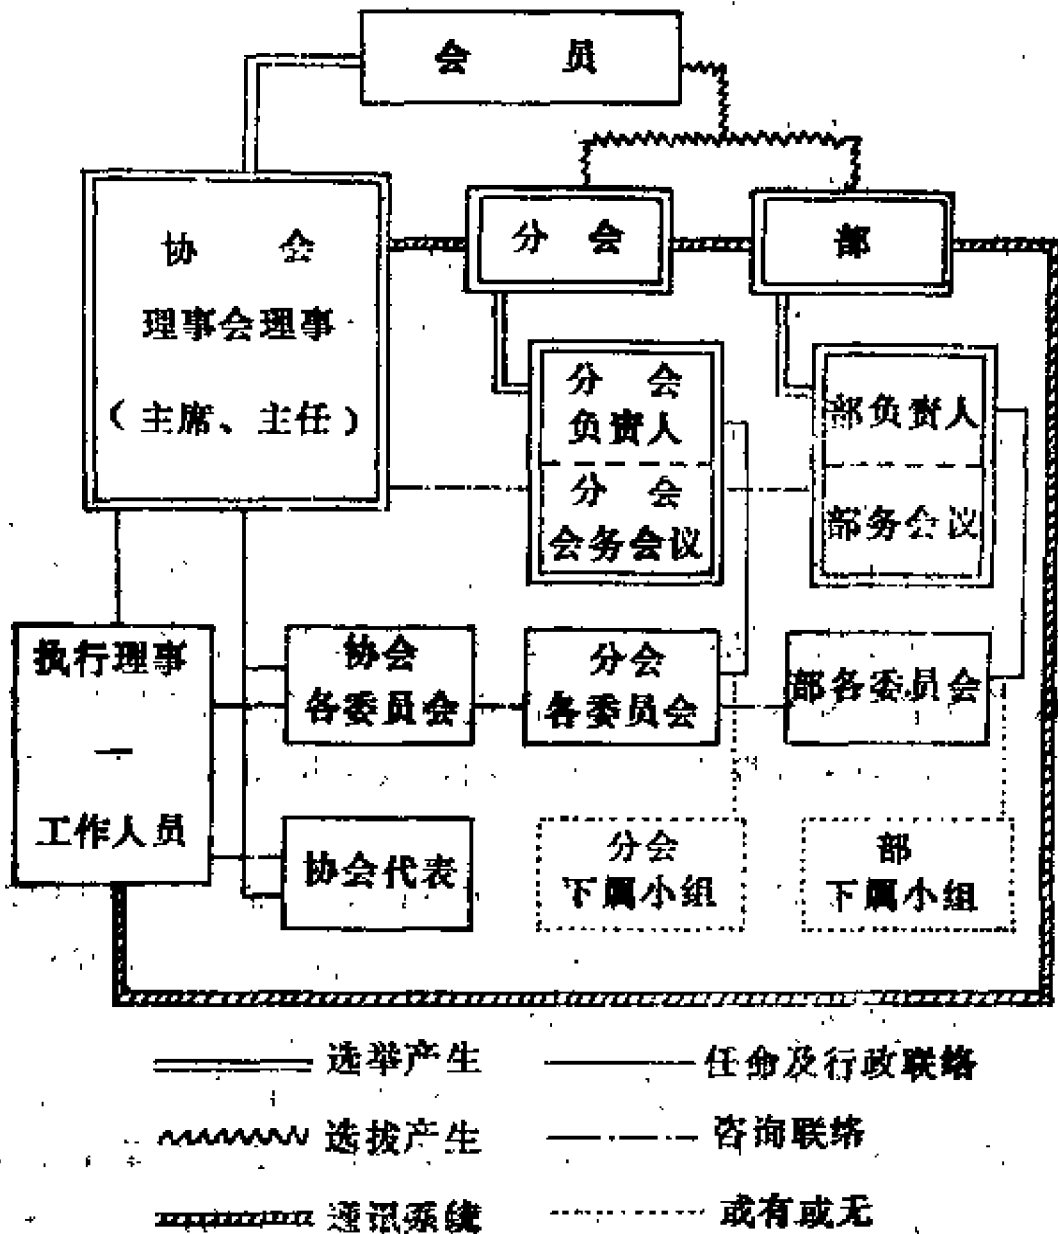 会 员
协 会
理事会理事
（主席、主任）
分 会
部
分 会
负责人
分 会
会务会议
部负责人
部务会议
执行理事
—
工作人员
协会
各委员会
分会
各委员会
部各委员会
协会代表
分会
下属小组
部
下属小组
选举产生
任命及行政联络
选拔产生
咨询联络
通讯系统
或有或无